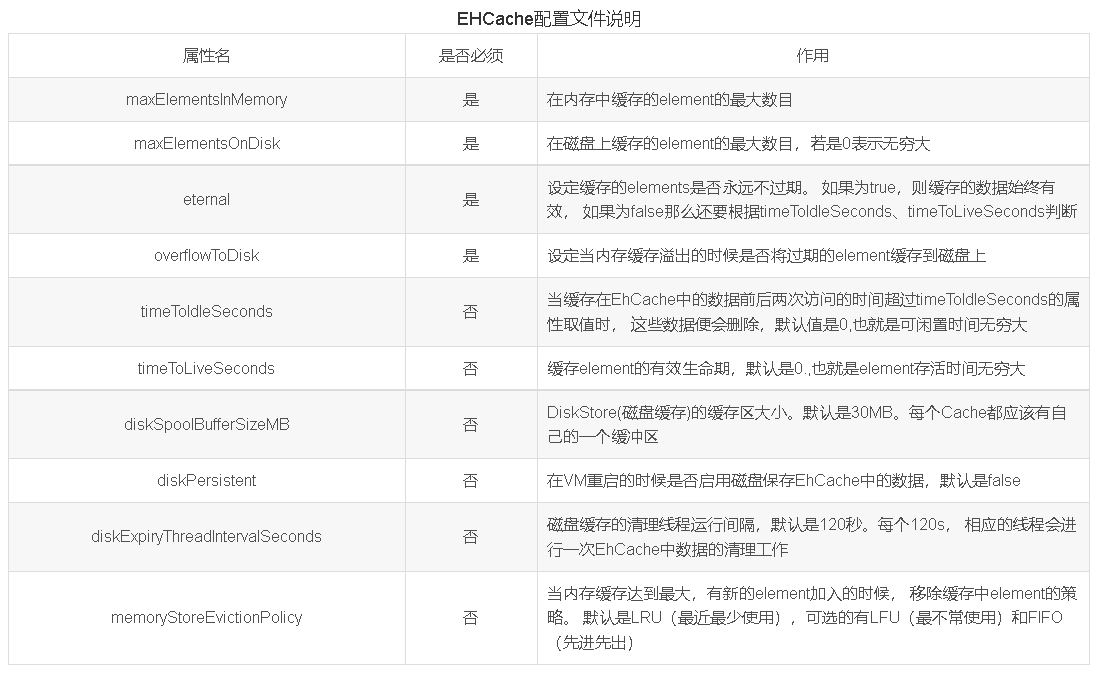 EHCache配置文件说明
属性名 是否必须 作用
maxElementsInMemory 是 在内存中缓存的element的最大数目
maxElementsOnDisk 是 在磁盘上缓存的element的最大数目，若是0表示无穷大
eternal 是 设定缓存的elements是否永远不过期。 如果为true，则缓存的数据始终有
效， 如果为false那么还要根据timeToIdleSeconds、timeToLiveSeconds判断
overflowToDisk 是 设定当内存缓存溢出的时候是否将过期的element缓存到磁盘上
timeToIdleSeconds 否 当缓存在EhCache中的数据前后两次访问的时间超过timeToIdleSeconds的属
性取值时， 这些数据便会删除，默认值是0,也就是可闲置时间无穷大
timeToLiveSeconds 否 缓存element的有效生命期，默认是0.,也就是element存活时间无穷大
diskSpoolBufferSizeMB 否 DiskStore(磁盘缓存)的缓存区大小。默认是30MB。每个Cache都应该有自
己的一个缓冲区
diskPersistent 否 在VM重启的时候是否启用磁盘保存EhCache中的数据，默认是false
diskExpiryThreadIntervalSeconds 否 磁盘缓存的清理线程运行间隔，默认是120秒。每个120s， 相应的线程会进
行一次EhCache中数据的清理工作
memoryStoreEvictionPolicy 否 当内存缓存达到最大，有新的element加入的时候， 移除缓存中element的策
略。 默认是LRU（最近最少使用），可选的有LFU（最不常使用）和FIFO
（先进先出）